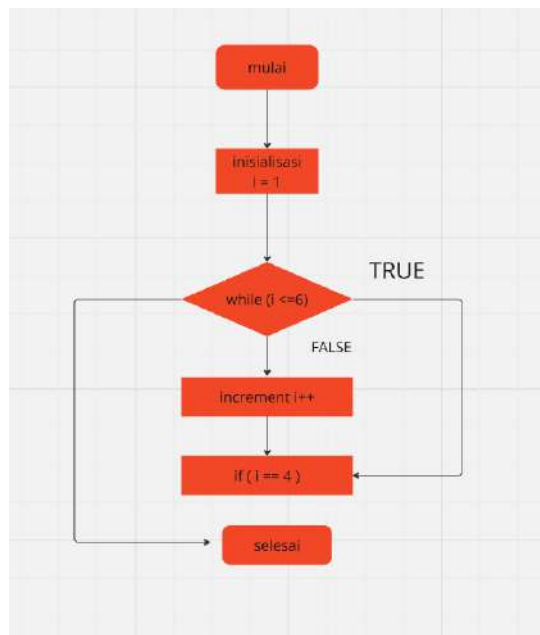 mulai
inisialisasi
i = 1
TRUE
while (i <=6)
FALSE
increment i++
if ( i == 4 )
selesai